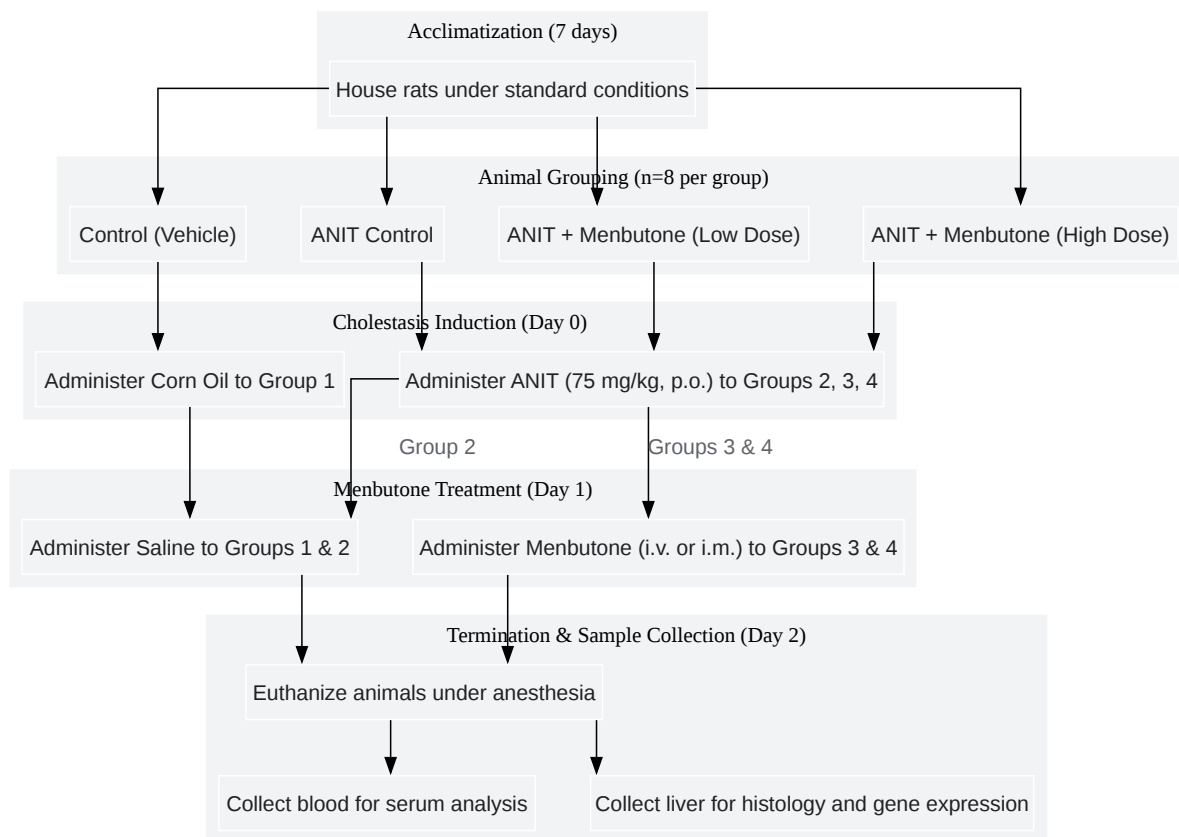 Acclimatization (7 days)
House rats under standard conditions
Animal Grouping (n=8 per group)
Control (Vehicle)
ANIT Control
ANIT + Menbutone (Low Dose)
ANIT + Menbutone (High Dose)
Cholestasis Induction (Day 0)
Administer Corn Oil to Group 1
Administer ANIT (75 mg/kg, p.o.) to Groups 2, 3, 4
Group 2
Groups 3 & 4
Menbutone Treatment (Day 1)
Administer Saline to Groups 1 & 2
Administer Menbutone (i.v. or i.m.) to Groups 3 & 4
Termination & Sample Collection (Day 2)
Euthanize animals under anesthesia
Collect blood for serum analysis
Collect liver for histology and gene expression